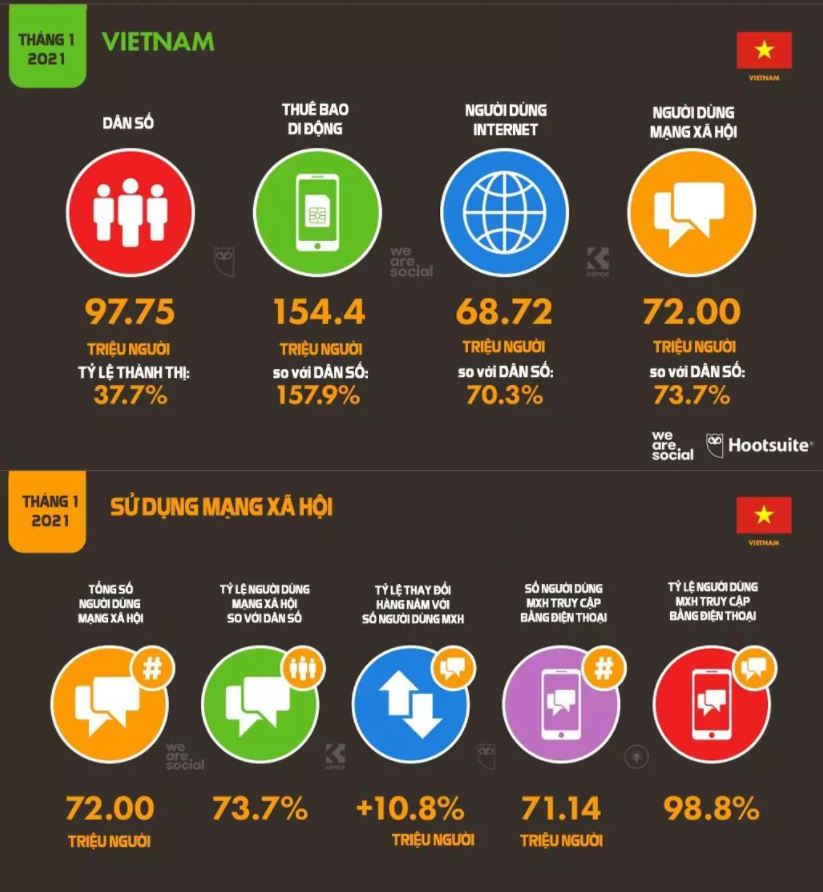 THÁNG 1
2021
VIETNAM
VIETNAM
DÂN SỐ
THUÊ BAO
DI ĐỘNG
NGƯỜI DÙNG
INTERNET
NGƯỜI DÙNG
MẠNG XÃ HỘI
we
are
social
KEPIOS
97.75
TRIỆU NGƯỜI
TỶ LỆ THÀNH THỊ:
37.7%
154.4
TRIỆU NGƯỜI
so với DÂN SỐ:
157.9%
68.72
TRIỆU NGƯỜI
so với DÂN SỐ:
70.3%
72.00
TRIỆU NGƯỜI
so với DÂN SỐ:
73.7%
we
are
social
Hootsuite®
THÁNG 1
2021
SỬ DỤNG MẠNG XÃ HỘI
VIETNAM
TỔNG SỐ
NGƯỜI DÙNG
MẠNG XÃ HỘI
TỶ LỆ NGƯỜI DÙNG
MẠNG XÃ HỘI
SO VỚI DÂN SỐ
TỶ LỆ THAY ĐỔI
HÀNG NĂM VỚI
SỐ NGƯỜI DÙNG MXH
SỐ NGƯỜI DÙNG
MXH TRUY CẬP
BẰNG ĐIỆN THOẠI
TỶ LỆ NGƯỜI DÙNG
MXH TRUY CẬP
BẰNG ĐIỆN THOẠI
#
#
we
are
social
KEPIOS
72.00
TRIỆU NGƯỜI
73.7%
+10.8%
TRIỆU NGƯỜI
71.14
TRIỆU NGƯỜI
98.8%